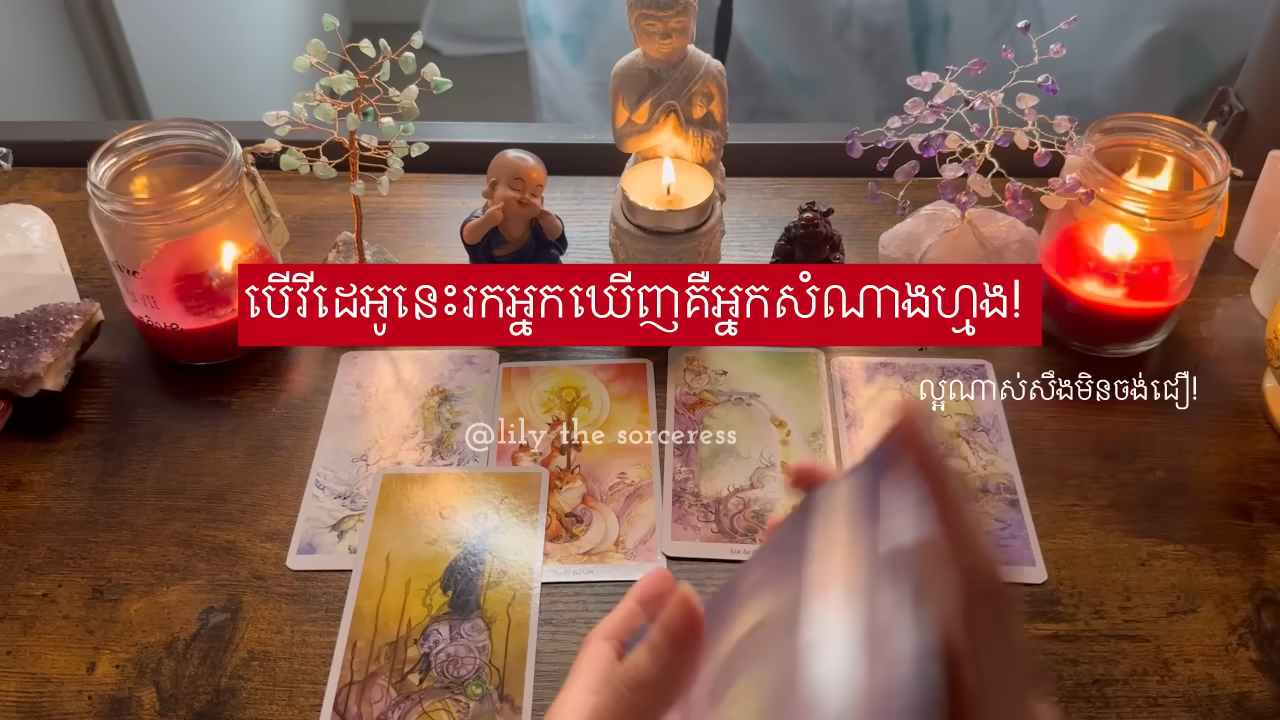 បើវីដេអូនេះរកអ្នកឃើញគឺអ្នកសំណាងហ្មង!
ល្អណាស់សឹងមិនចង់ជឿ!
@lily the sorceress